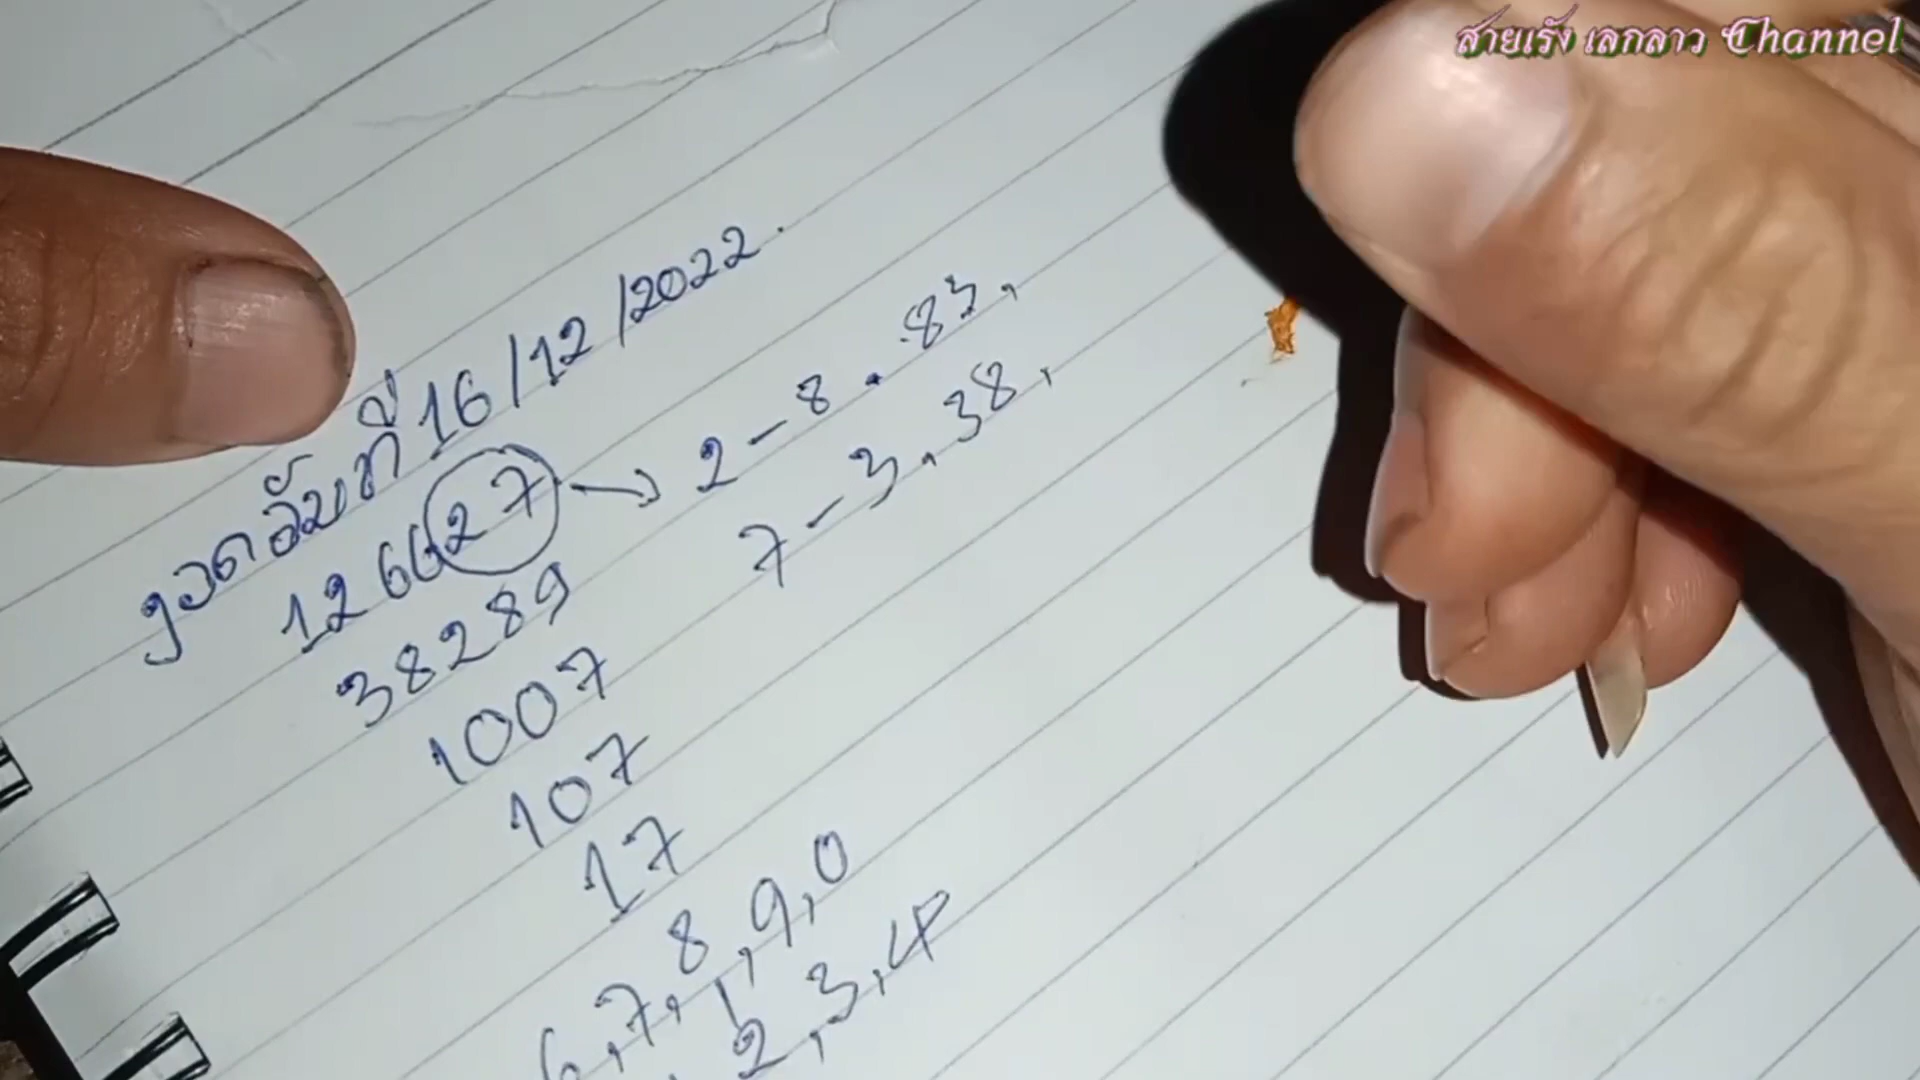 สายเร้ง เลกลาว Channel
งวดวันที่ 16/12/2022.
126627 → 2-8. 83,
38289 7-3, 38,
1007
107
17
6,7,8,9,0
1,2,3,4